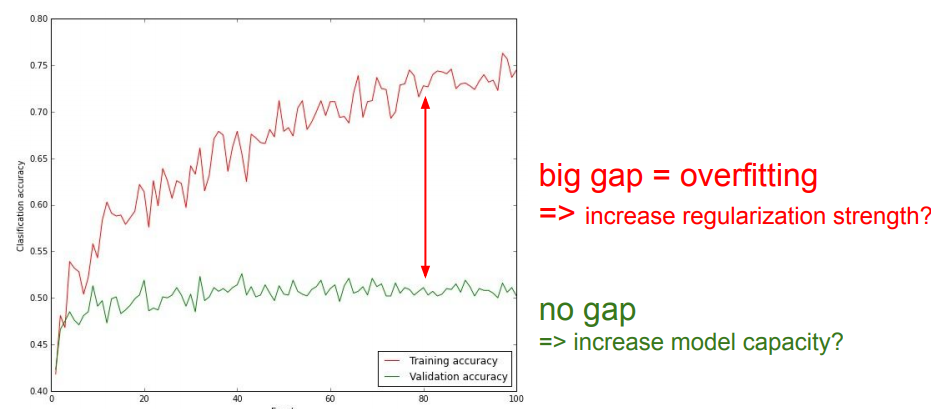 0.80
0.75
0.70
0.65
0.60
0.55
0.50
0.45
0.40
Clasification accuracy
0
20
40
60
80
100
Training accuracy
Validation accuracy
big gap = overfitting
=> increase regularization strength?
no gap
=> increase model capacity?